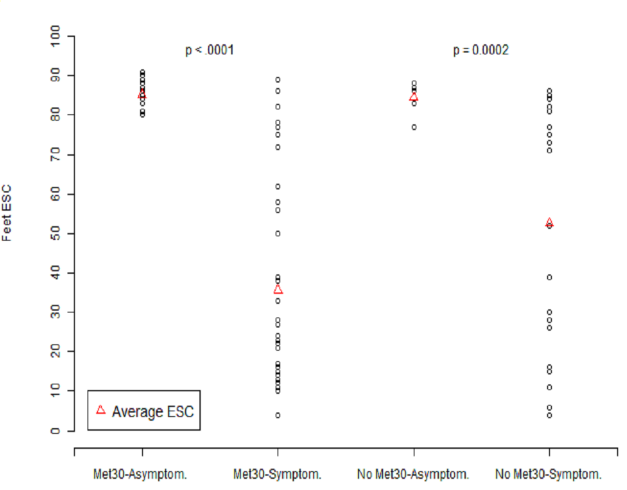 p < .0001
p = 0.0002
Feet ESC
100
90
80
70
60
50
40
30
20
10
0
Average ESC
Met30-Asymptom.
Met30-Symptom.
No Met30-Asymptom.
No Met30-Symptom.